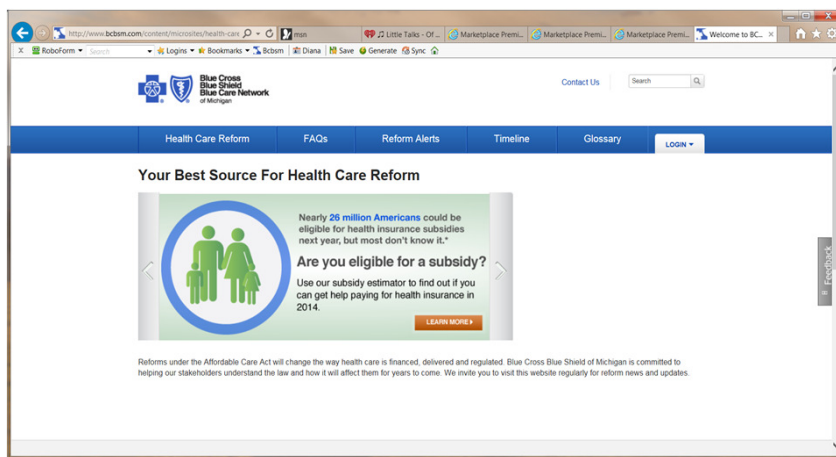 http://www.bcbsm.com/content/microsites/health-care
msn
Little Talks - Of ...
Marketplace Premi...
Marketplace Premi...
Marketplace Premi...
Welcome to BC...
X RoboForm Search Logins Bookmarks Bcbsm Diana Save Generate Sync
Blue Cross
Blue Shield
Blue Care Network
of Michigan
Contact Us
Search
Health Care Reform
FAQs
Reform Alerts
Timeline
Glossary
LOGIN
Your Best Source For Health Care Reform
Nearly 26 million Americans could be
eligible for health insurance subsidies
next year, but most don't know it.*
Are you eligible for a subsidy?
Use our subsidy estimator to find out if you
can get help paying for health insurance in
2014.
LEARN MORE
Feedback
Reforms under the Affordable Care Act will change the way health care is financed, delivered and regulated. Blue Cross Blue Shield of Michigan is committed to
helping our stakeholders understand the law and how it will affect them for years to come. We invite you to visit this website regularly for reform news and updates.